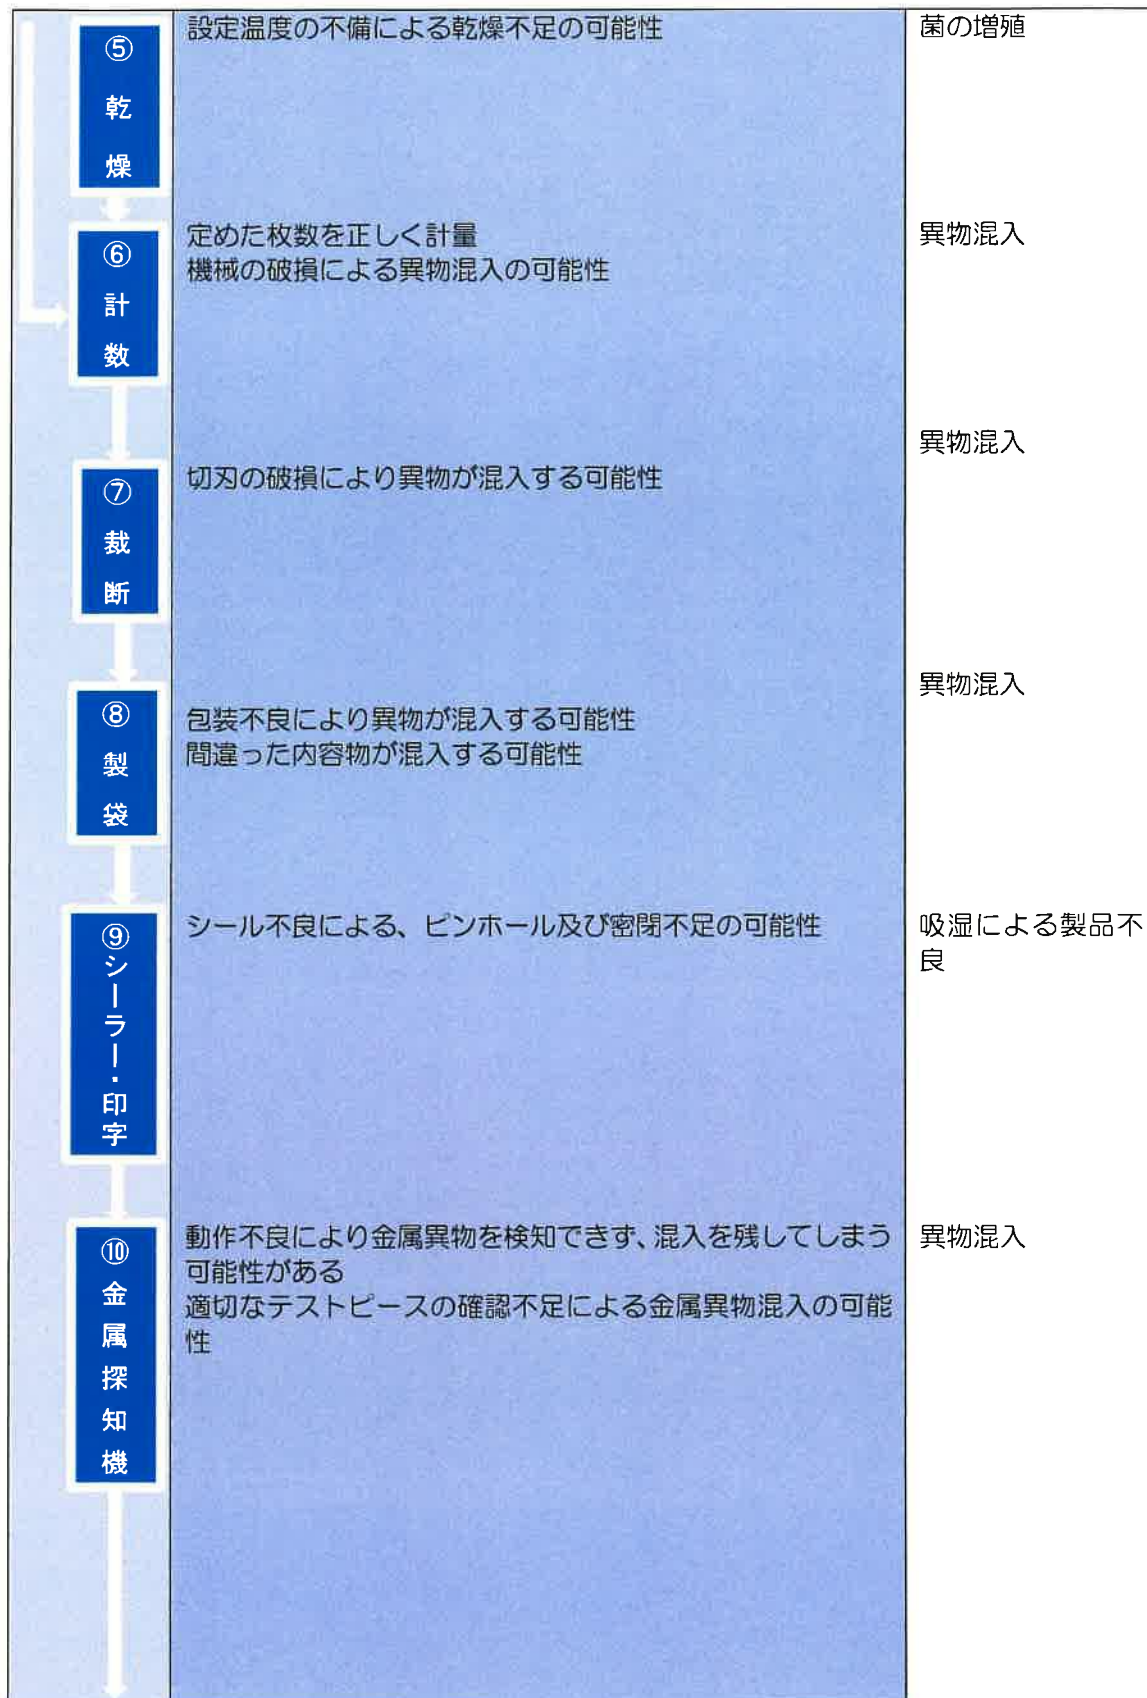 ⑤乾燥
設定温度の不備による乾燥不足の可能性
菌の増殖
⑥計数
定めた枚数を正しく計量
機械の破損による異物混入の可能性
異物混入
⑦裁断
切刃の破損により異物が混入する可能性
異物混入
⑧製袋
包装不良により異物が混入する可能性
間違った内容物が混入する可能性
異物混入
⑨シーラー・印字
シール不良による、ピンホール及び密閉不足の可能性
吸湿による製品不
良
⑩金属探知機
動作不良により金属異物を検知できず、混入を残してしまう
可能性がある
適切なテストピースの確認不足による金属異物混入の可能
性
異物混入